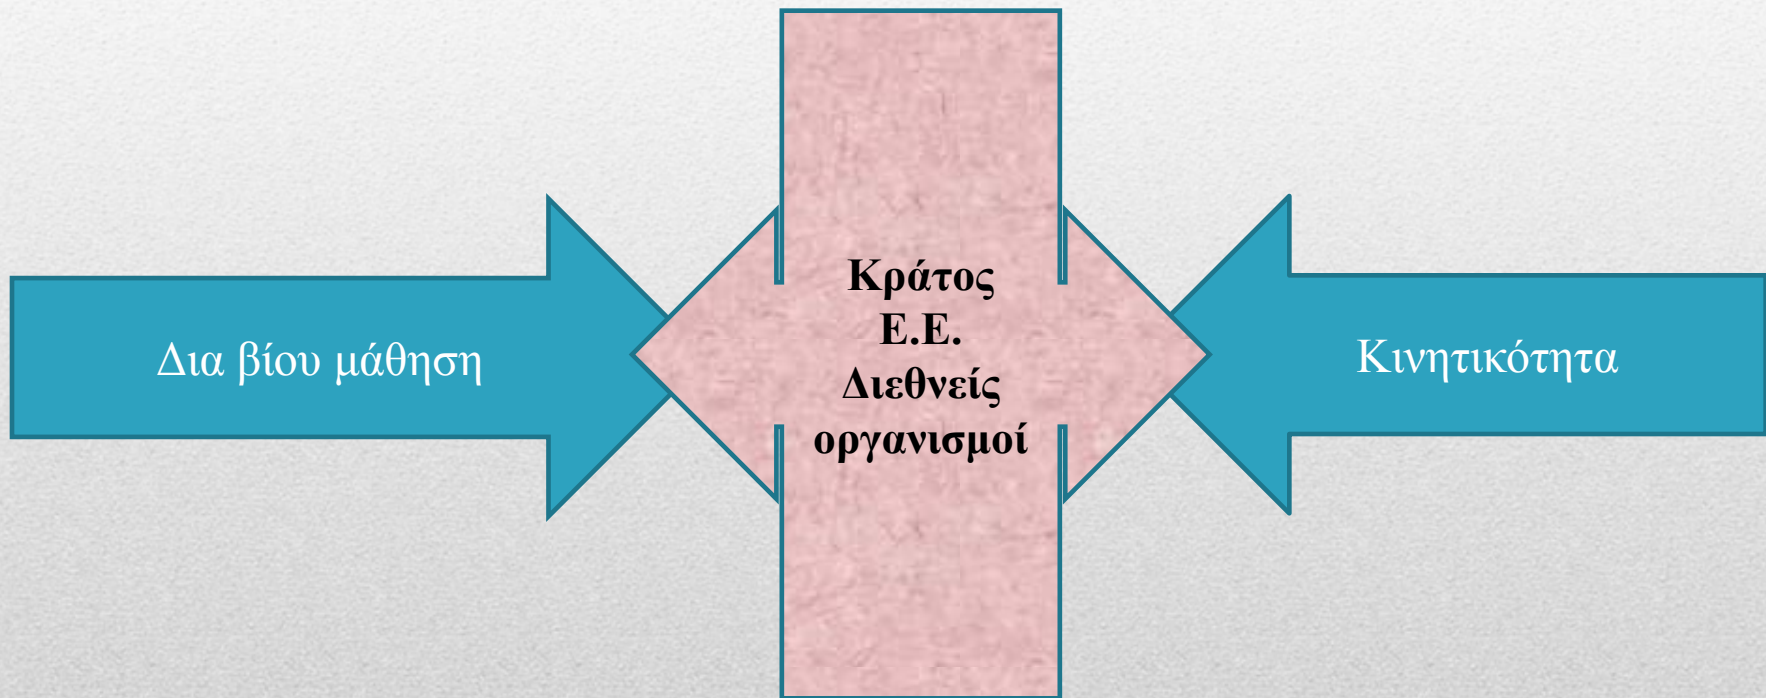 Δια βίου μάθηση
Κράτος
Ε.Ε.
Διεθνείς
οργανισμοί
Κινητικότητα